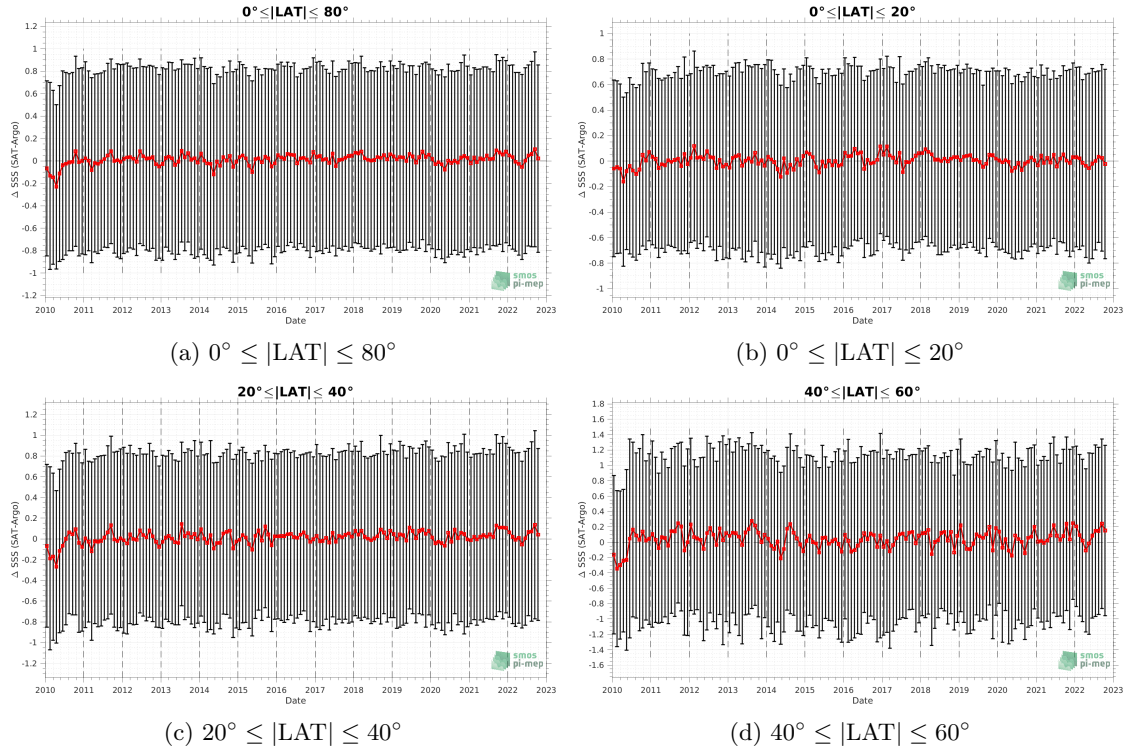 0°≤|LAT|≤ 80°
1.2
1
0.8
0.6
0.4
0.2
0
-0.2
-0.4
-0.6
-0.8
-1
-1.2
Δ SSS (SAT-Argo)
2010 2011 2012 2013 2014 2015 2016 2017 2018 2019 2020 2021 2022 2023
Date
smos
pi-mep
(a) 0° ≤ |LAT| ≤ 80°
0°≤|LAT|≤ 20°
1
0.8
0.6
0.4
0.2
0
-0.2
-0.4
-0.6
-0.8
-1
Δ SSS (SAT-Argo)
2010 2011 2012 2013 2014 2015 2016 2017 2018 2019 2020 2021 2022 2023
Date
smos
pi-mep
(b) 0° ≤ |LAT| ≤ 20°
20°≤|LAT|≤ 40°
1.2
1
0.8
0.6
0.4
0.2
0
-0.2
-0.4
-0.6
-0.8
-1
-1.2
Δ SSS (SAT-Argo)
2010 2011 2012 2013 2014 2015 2016 2017 2018 2019 2020 2021 2022 2023
Date
smos
pi-mep
(c) 20° ≤ |LAT| ≤ 40°
40°≤|LAT|≤ 60°
1.8
1.6
1.4
1.2
1
0.8
0.6
0.4
0.2
0
-0.2
-0.4
-0.6
-0.8
-1
-1.2
-1.4
-1.6
Δ SSS (SAT-Argo)
2010 2011 2012 2013 2014 2015 2016 2017 2018 2019 2020 2021 2022 2023
Date
smos
pi-mep
(d) 40° ≤ |LAT| ≤ 60°